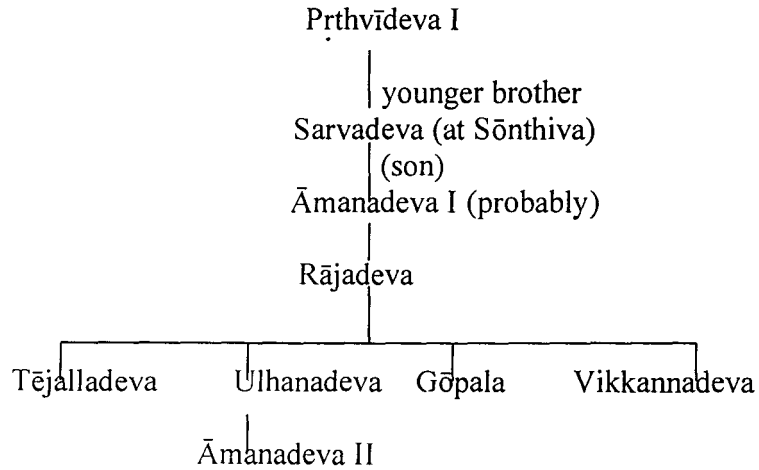 Pṛthvīdeva I
younger brother
Sarvadeva (at Sōnthiva)
(son)
Āmanadeva I (probably)
Rājadeva
Tējalladeva Ulhanadeva Gōpala Vikkannadeva
Āmanadeva II